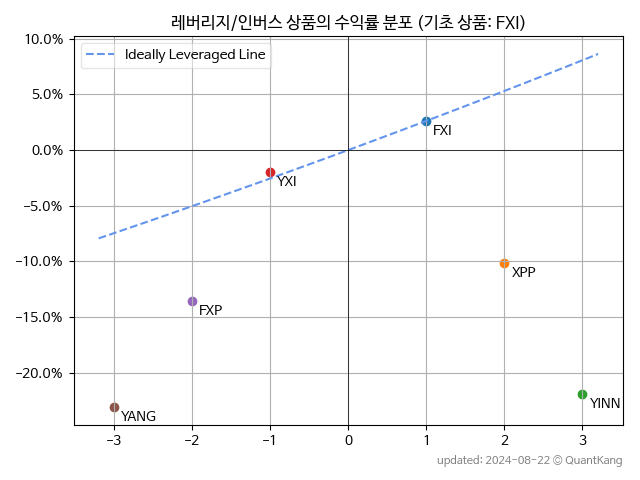 레버리지/인버스 상품의 수익률 분포 (기초 상품: FXI)
10.0%
Ideally Leveraged Line
5.0%
FXI
0.0%
YXI
−5.0%
−10.0%
XPP
FXP
−15.0%
−20.0%
YINN
YANG
−3 −2 −1 0 1 2 3
updated: 2024-08-22 © QuantKang